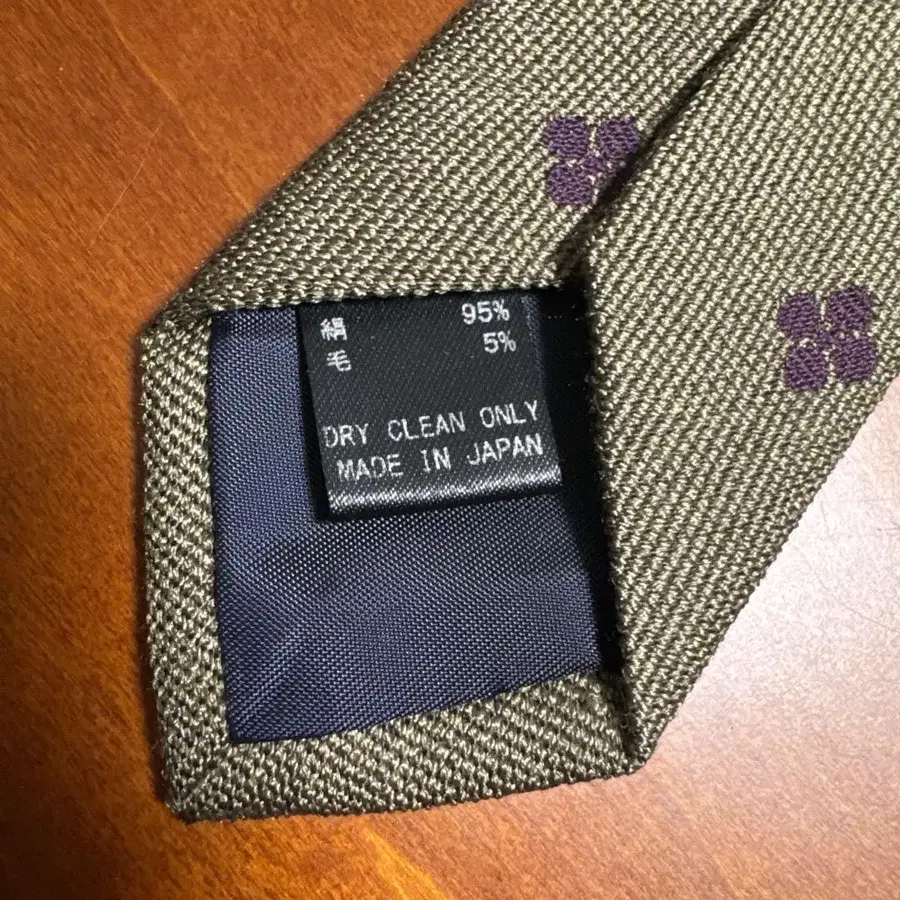 絹 95%
毛 5%
DRY CLEAN ONLY
MADE IN JAPAN